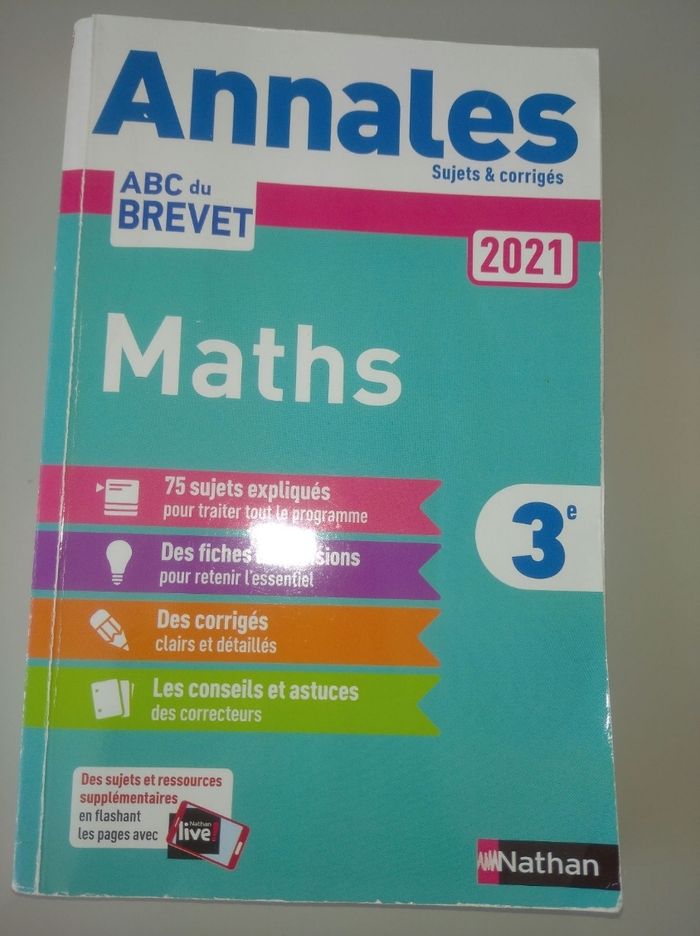 Annales
Sujets & corrigés
ABC du
BREVET
2021
Maths
75 sujets expliqués
pour traiter tout le programme
Des fiches
pour retenir l'essentiel
Des corrigés
clairs et détaillés
Les conseils et astuces
des correcteurs
3e
Des sujets et ressources
supplémentaires
en flashant
les pages avec
Nathan
live!
Nathan